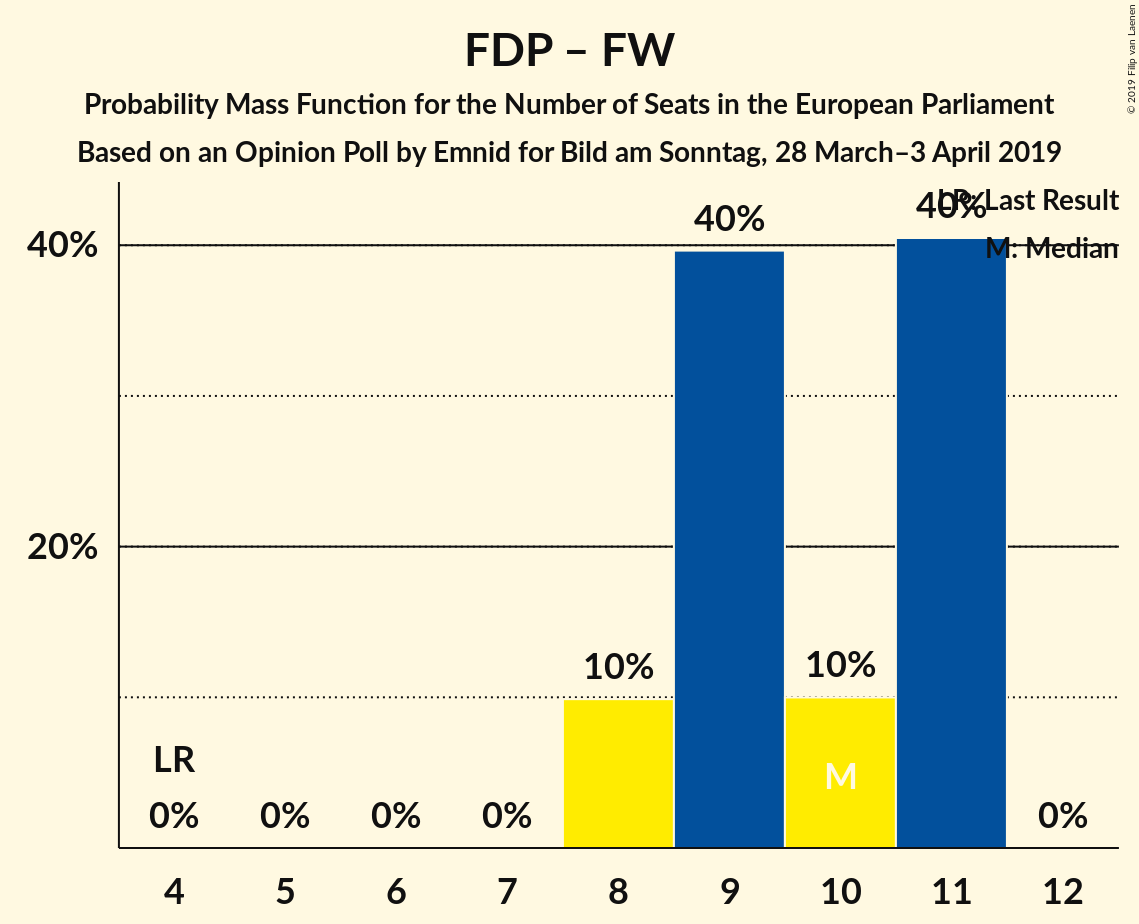 FDP – FW
Probability Mass Function for the Number of Seats in the European Parliament
Based on an Opinion Poll by Emnid for Bild am Sonntag, 28 March–3 April 2019
© 2019 Filip van Laenen
LR: Last Result
M: Median
40%
20%
LR
0%
0%
0%
0%
10%
40%
10%
M
40%
0%
4 5 6 7 8 9 10 11 12